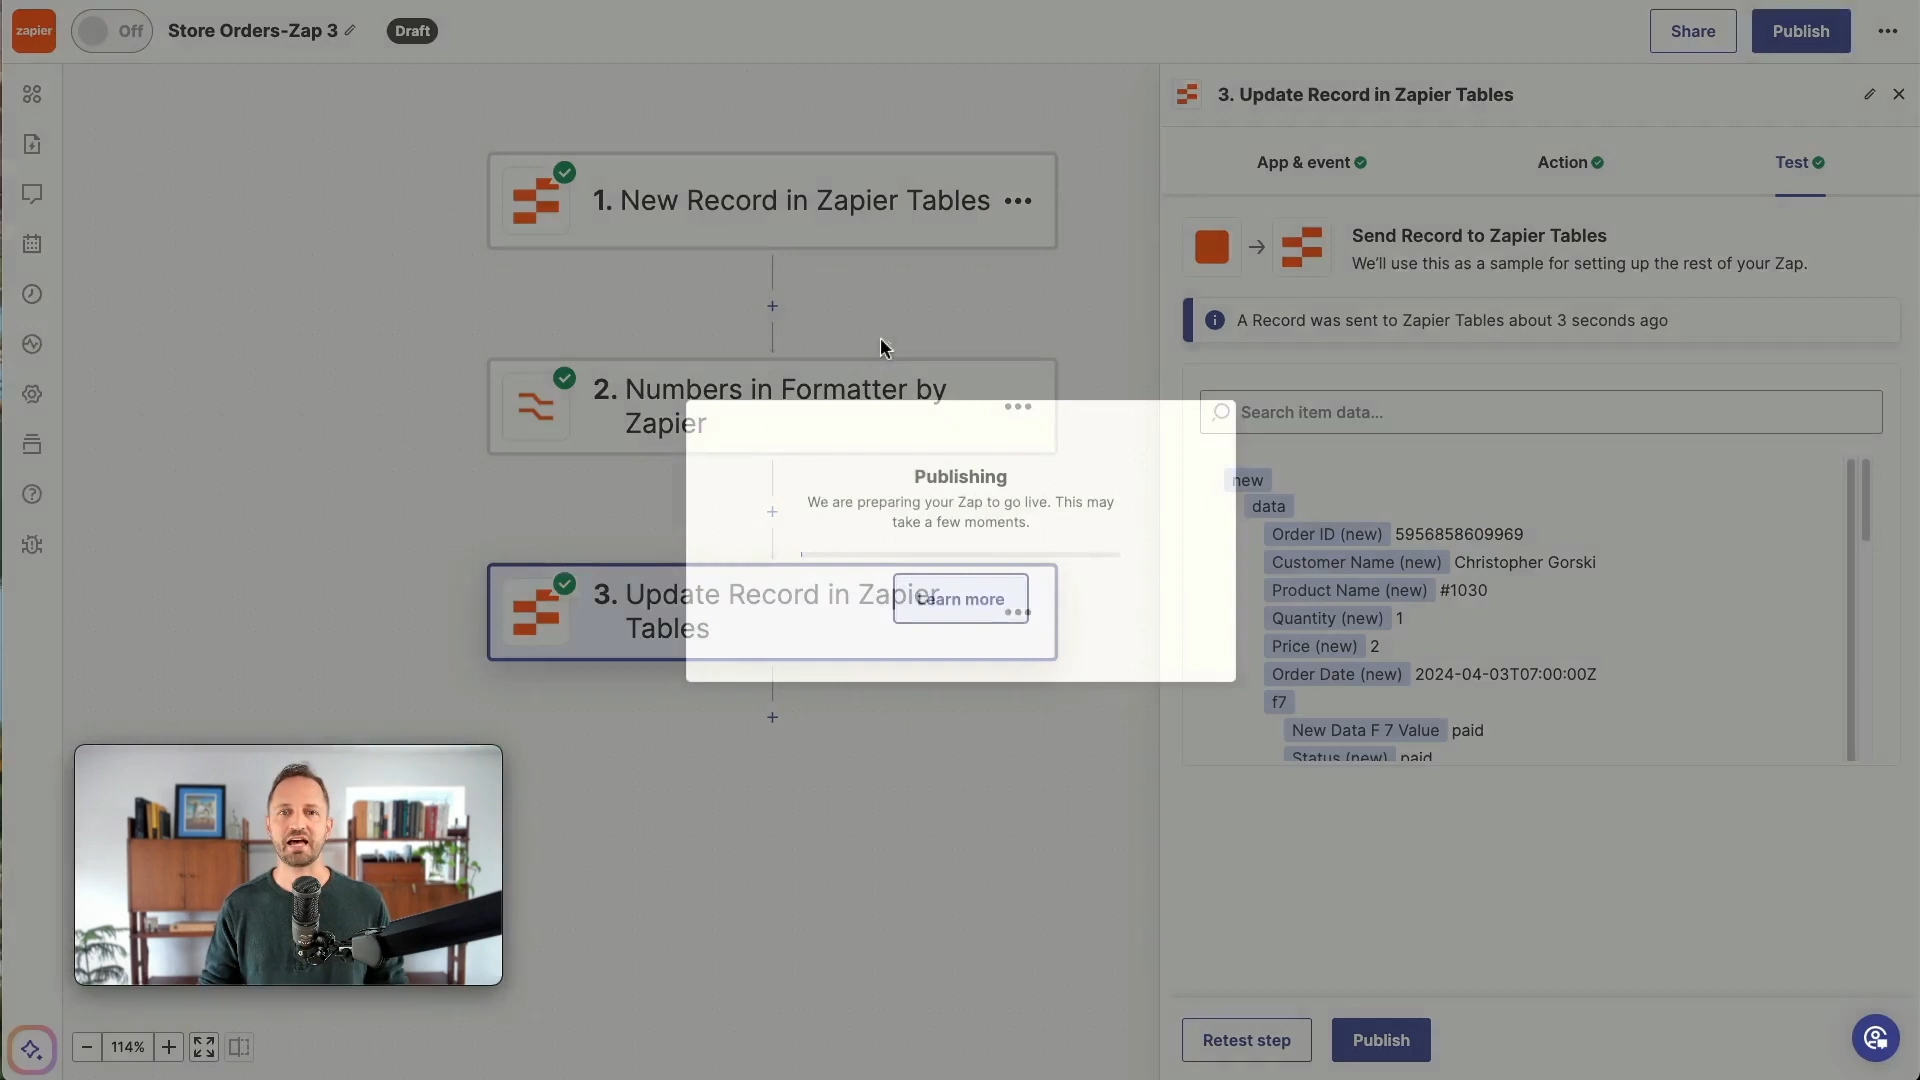 zapier
Off
Store Orders-Zap 3
Draft
Share
Publish
1. New Record in Zapier Tables
2. Numbers in Formatter by
Zapier
3. Update Record in Zapier
Tables
Publishing
We are preparing your Zap to go live. This may
take a few moments.
Learn more
3. Update Record in Zapier Tables
App & event
Action
Test
Send Record to Zapier Tables
We'll use this as a sample for setting up the rest of your Zap.
A Record was sent to Zapier Tables about 3 seconds ago
Search item data...
new
data
Order ID (new) 5956858609969
Customer Name (new) Christopher Gorski
Product Name (new) #1030
Quantity (new) 1
Price (new) 2
Order Date (new) 2024-04-03T07:00:00Z
f7
New Data F 7 Value paid
Status (new) paid
Retest step
Publish
114%